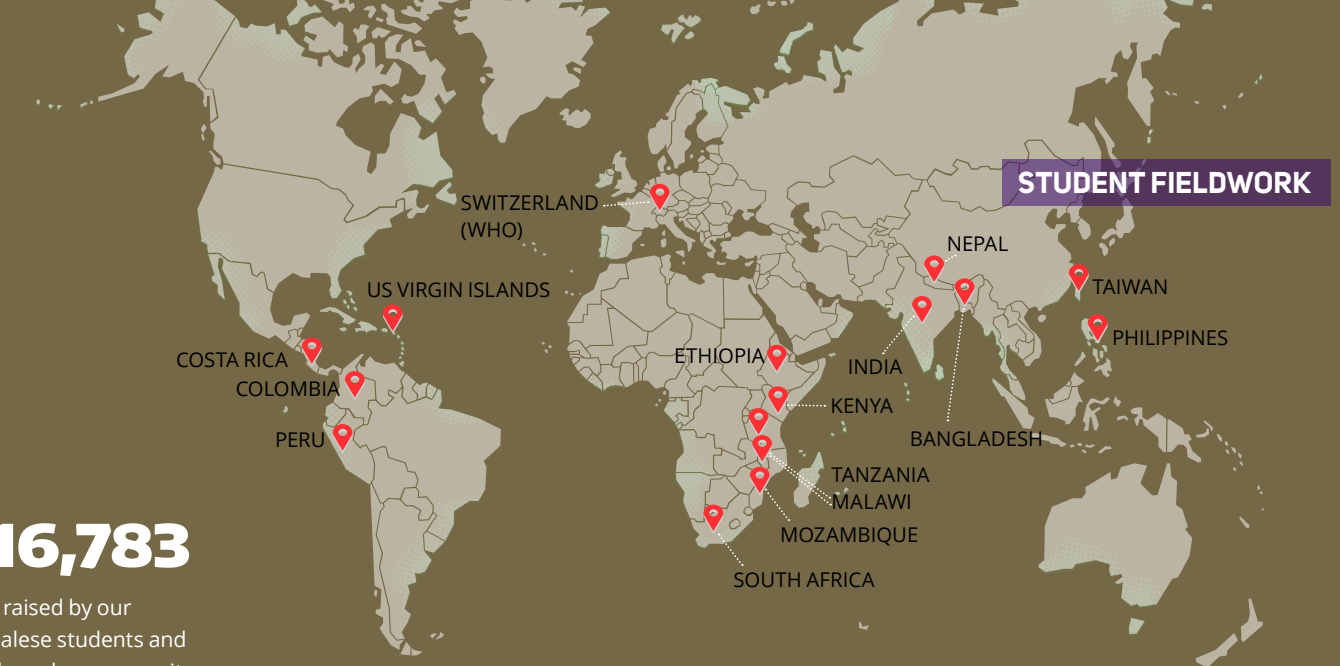 STUDENT FIELDWORK
SWITZERLAND
(WHO)
NEPAL
TAIWAN
US VIRGIN ISLANDS
PHILIPPINES
COSTA RICA
ETHIOPIA
INDIA
COLOMBIA
KENYA
PERU
BANGLADESH
TANZANIA
MALAWI
MOZAMBIQUE
SOUTH AFRICA
16,783
raised by our
alese students and